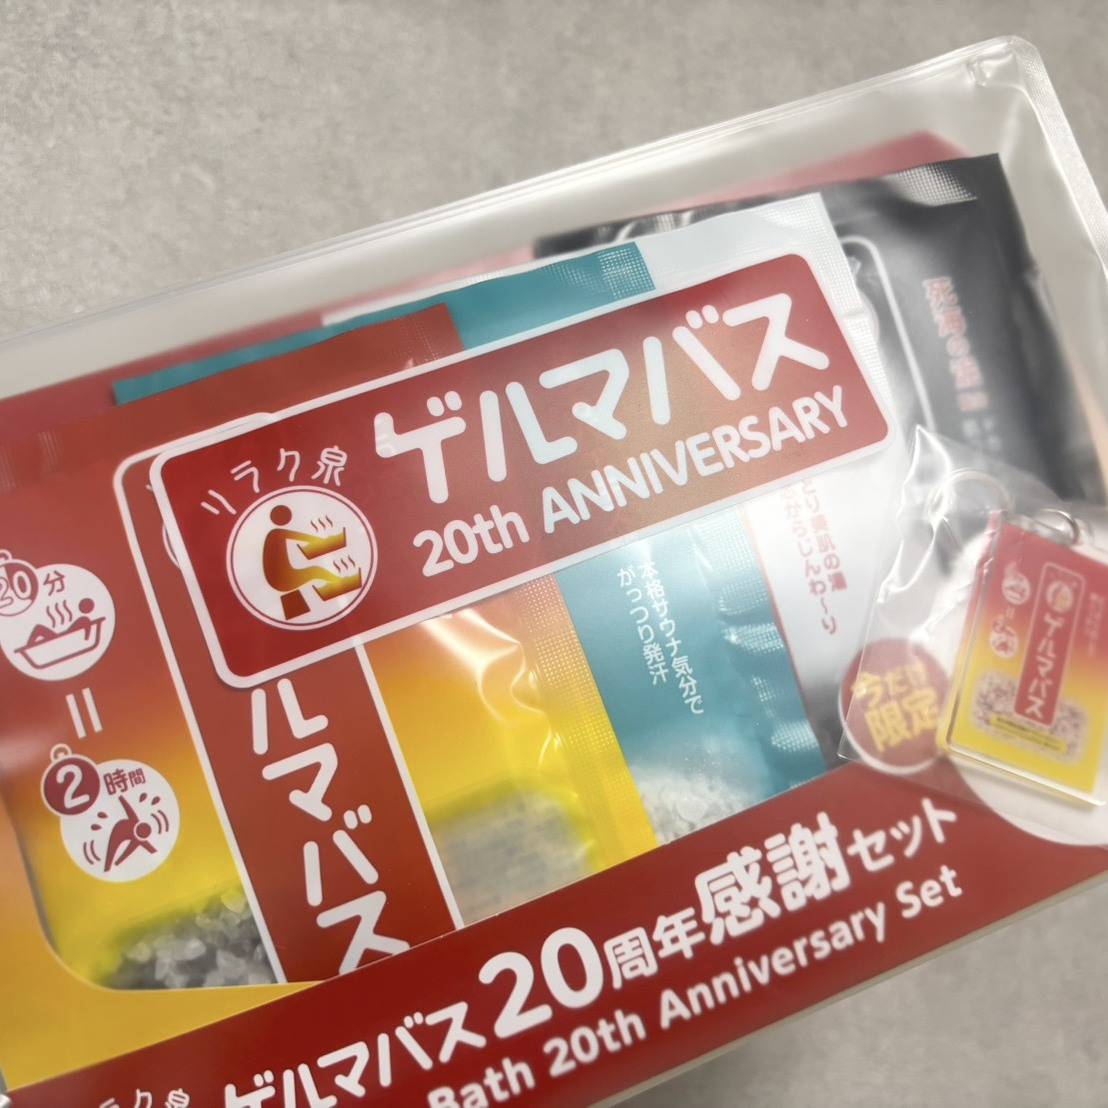 リラク泉
ゲルマバス
20th ANNIVERSARY
20分
2時間
ルマバス
本格サウナ気分で
がっつり発汗
とり美肌の湯
からじんわ〜り
死海の
ゲルマバス
今だけ
限定
ラク泉
ゲルマバス20周年感謝セット
Bath 20th Anniversary Set